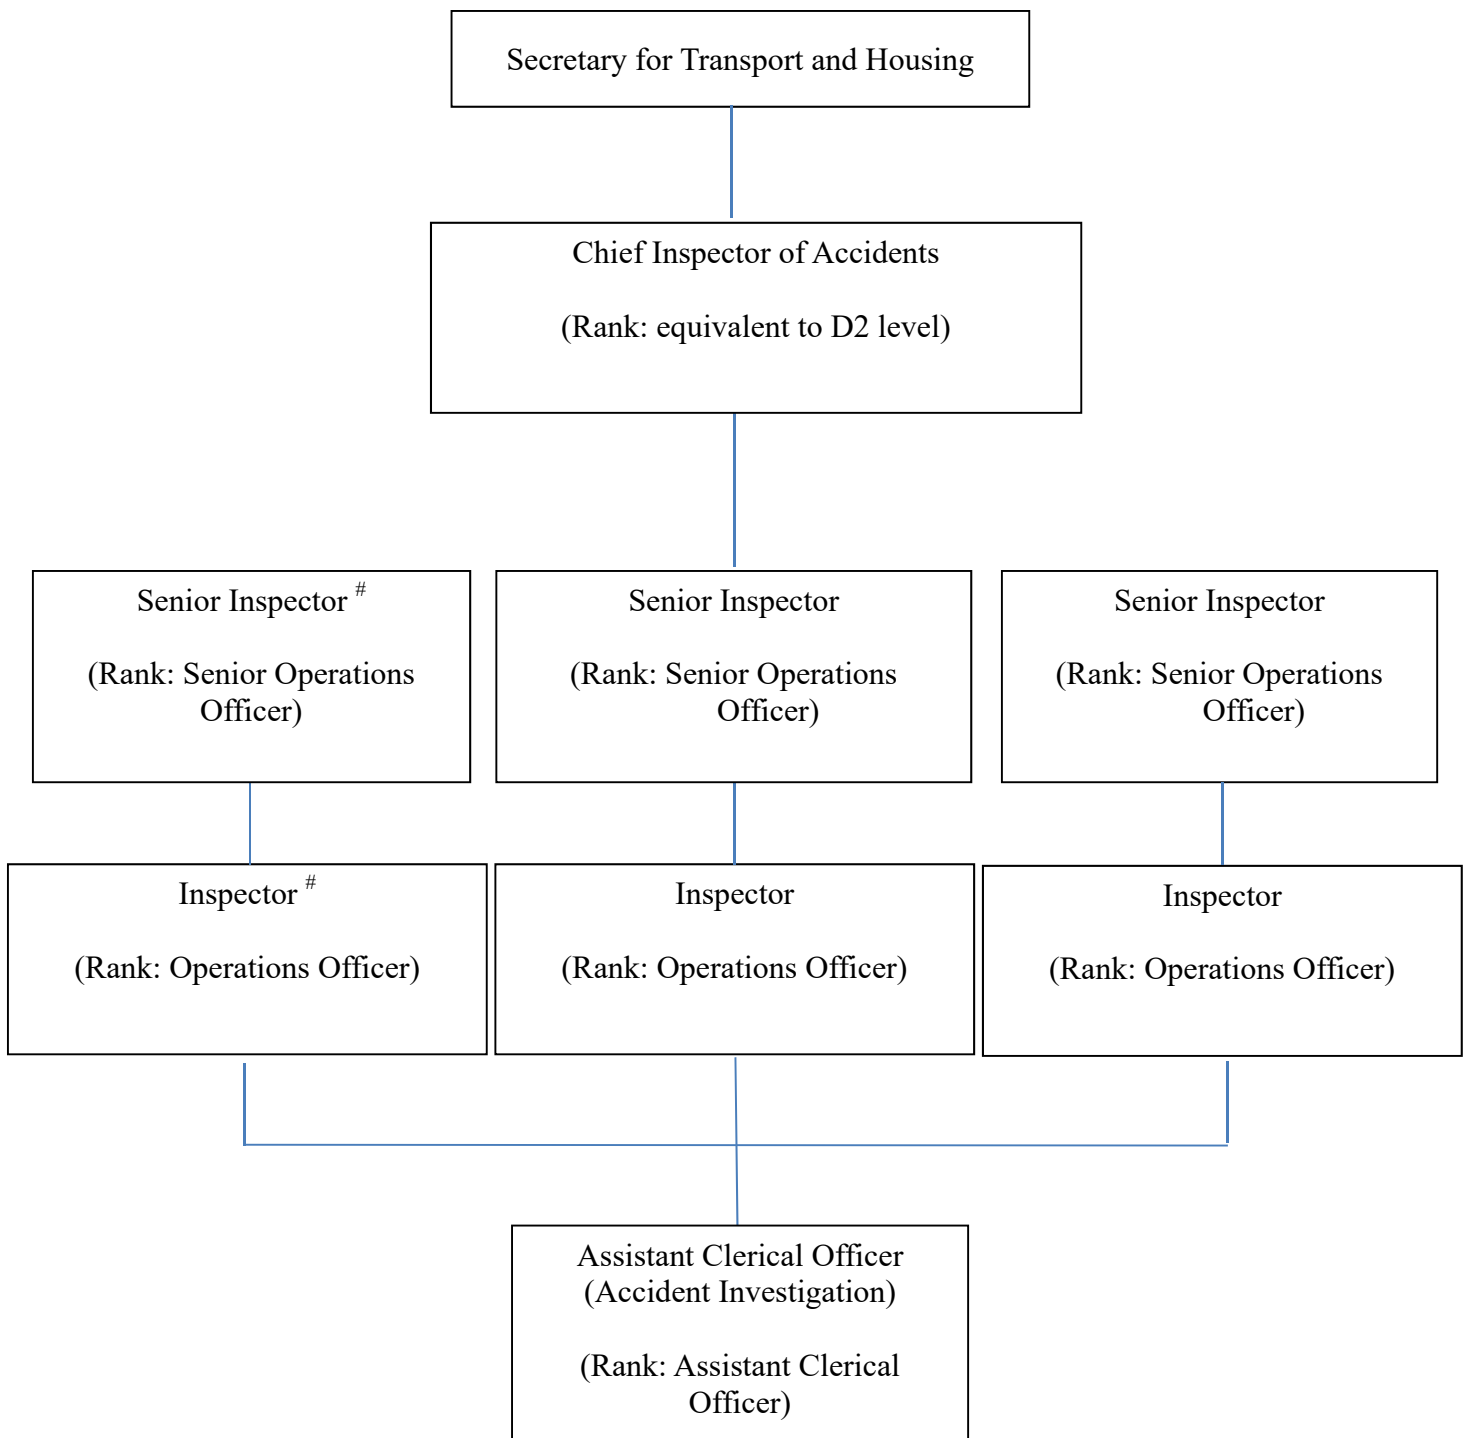 Secretary for Transport and Housing
Chief Inspector of Accidents
(Rank: equivalent to D2 level)
Senior Inspector #
(Rank: Senior Operations
Officer)
Senior Inspector
(Rank: Senior Operations
Officer)
Senior Inspector
(Rank: Senior Operations
Officer)
Inspector #
(Rank: Operations Officer)
Inspector
(Rank: Operations Officer)
Inspector
(Rank: Operations Officer)
Assistant Clerical Officer
(Accident Investigation)
(Rank: Assistant Clerical
Officer)